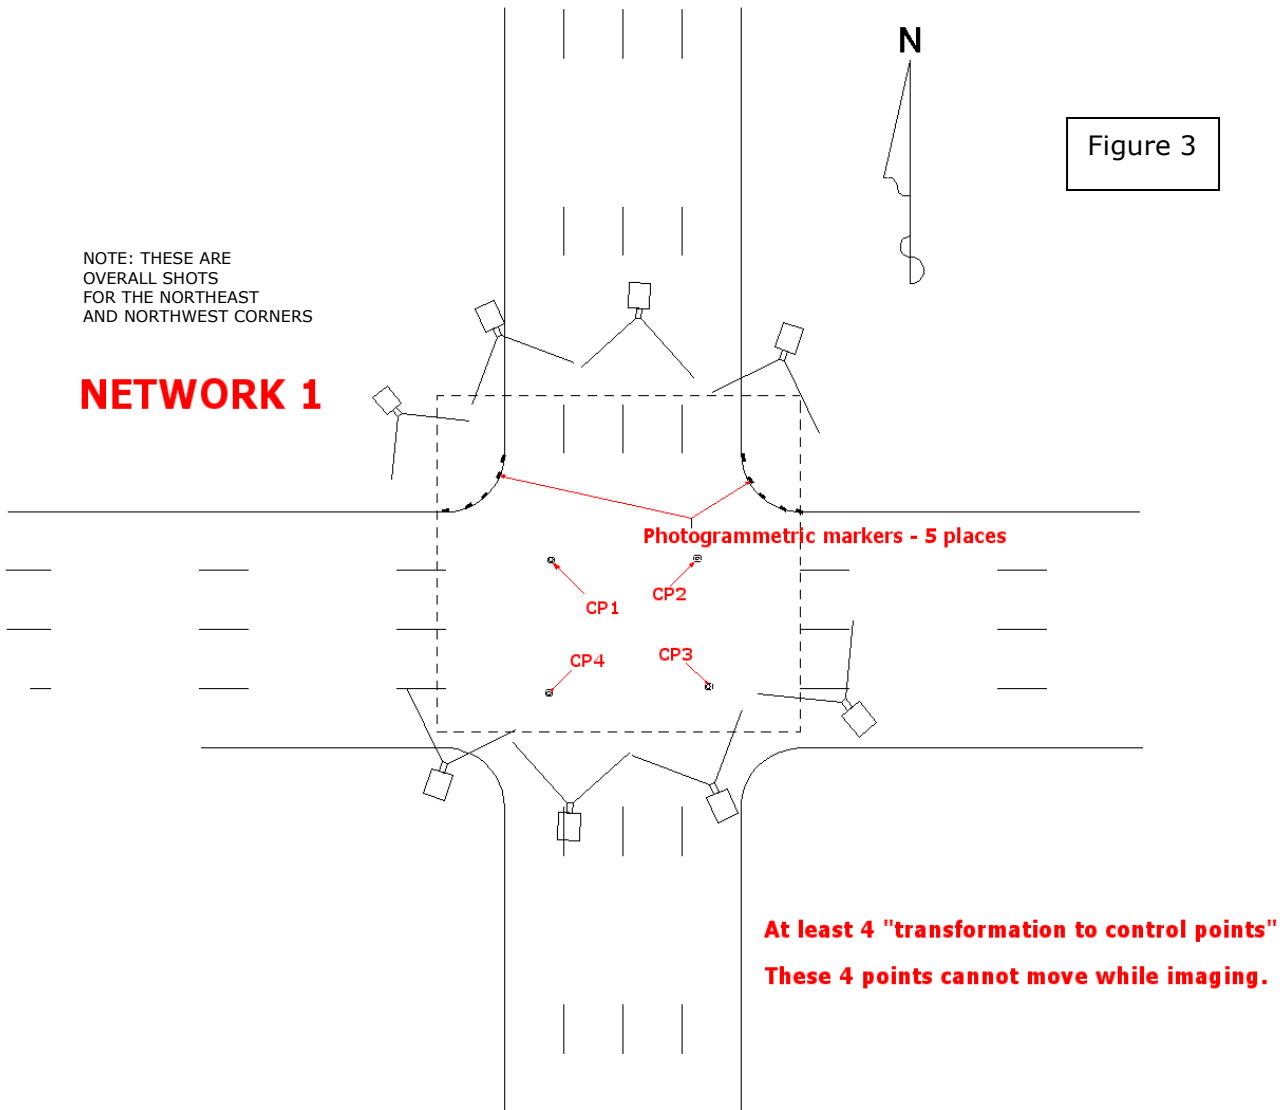 N
Figure 3
NOTE: THESE ARE
OVERALL SHOTS
FOR THE NORTHEAST
AND NORTHWEST CORNERS
NETWORK 1
Photogrammetric markers - 5 places
CP1
CP2
CP4
CP3
At least 4 "transformation to control points"
These 4 points cannot move while imaging.